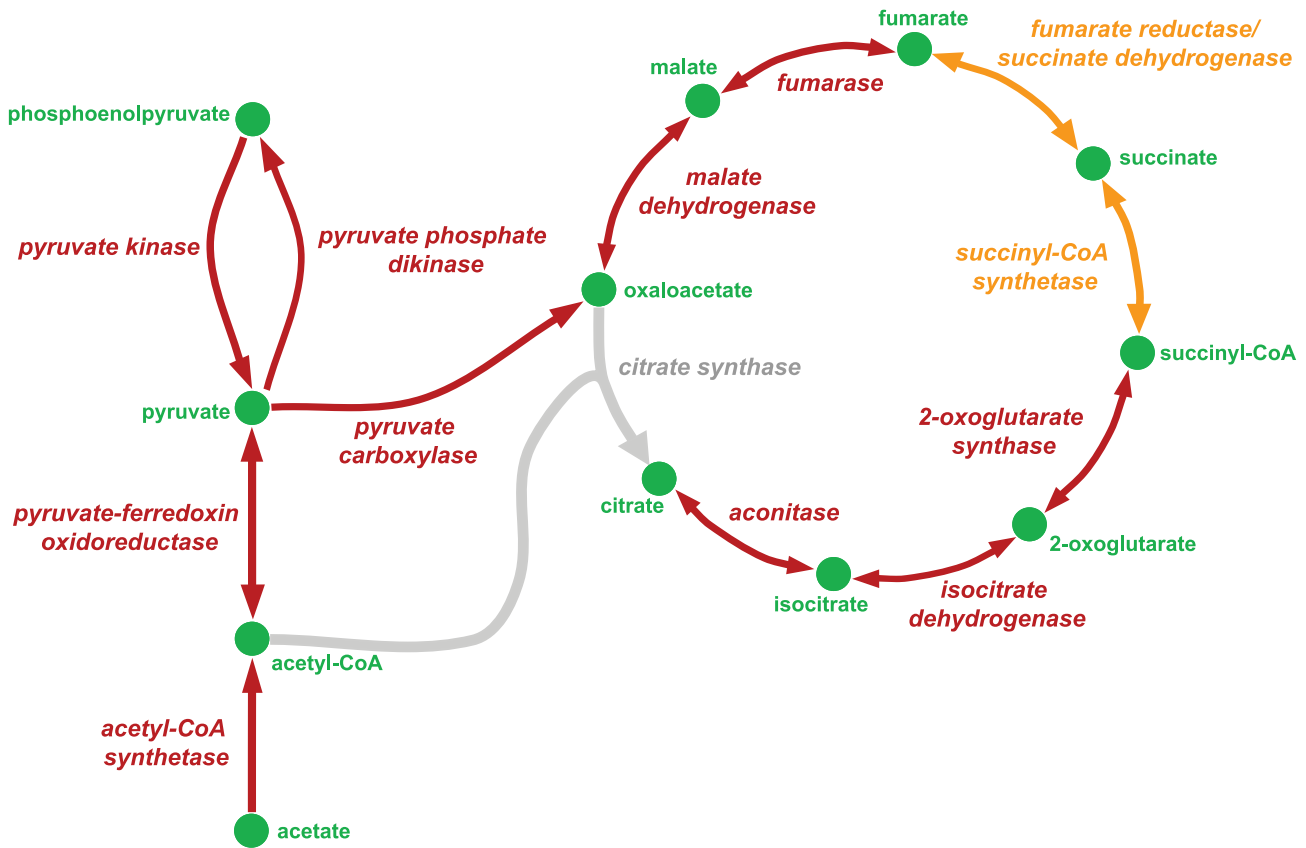 fumarate
fumarate reductase/
succinate dehydrogenase
malate
fumarase
phosphoenolpyruvate
succinate
malate
dehydrogenase
pyruvate kinase
pyruvate phosphate
dikinase
succinyl-CoA
synthetase
oxaloacetate
citrate synthase
succinyl-CoA
pyruvate
pyruvate
carboxylase
2-oxoglutarate
synthase
citrate
aconitase
pyruvate-ferredoxin
oxidoreductase
2-oxoglutarate
isocitrate
isocitrate
dehydrogenase
acetyl-CoA
acetyl-CoA
synthetase
acetate